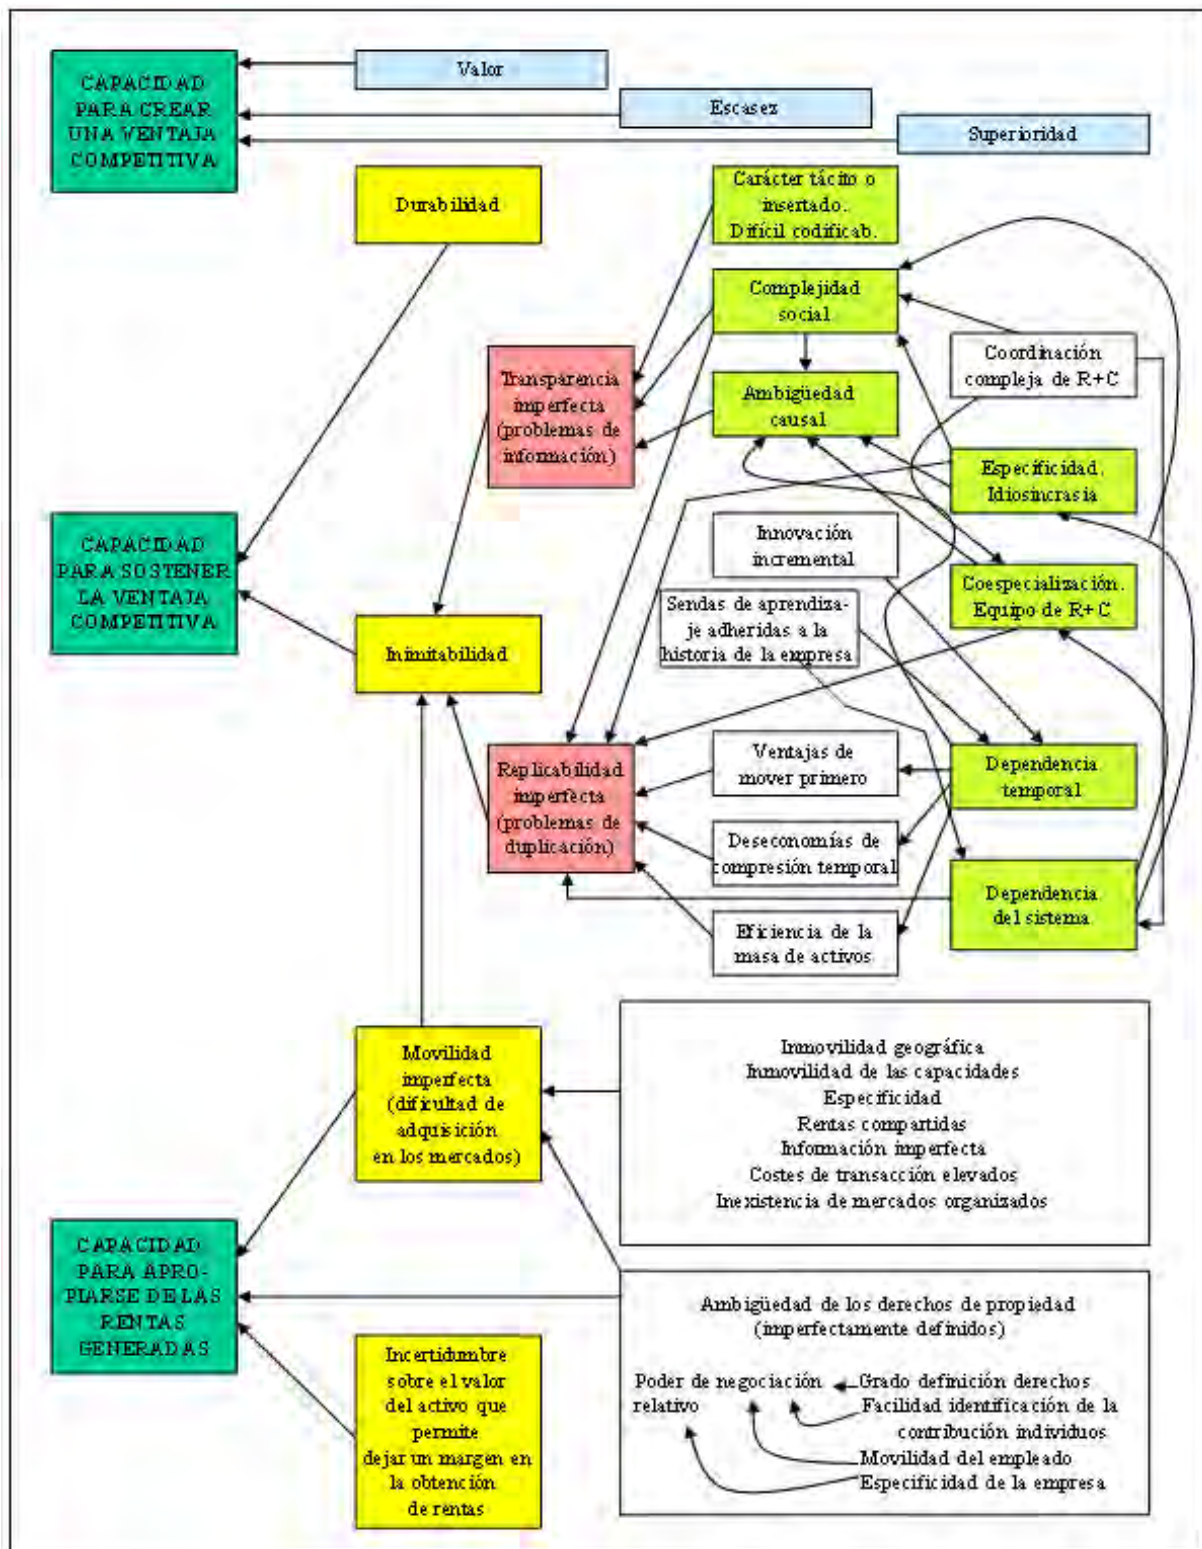 CAPACIDAD
PARA CREAR
UNA VENTAJA
COMPETITIVA
Valor
Escasez
Superioridad
Durabilidad
Carácter tácito o
insertado.
Difícil codificab.
Complejidad
social
Transparencia
imperfecta
(problemas de
información)
Ambigüedad
causal
Coordinación
compleja de R+C
Especificidad.
Idiosincrasia
CAPACIDAD
PARA SOSTENER
LA VENTAJA
COMPETITIVA
Innovación
incremental
Coespecialización.
Equipo de R+C
Sendas de aprendiza-
je adheridas a la
historia de la empresa
Inimitabilidad
Replicabilidad
imperfecta
(problemas de
duplicación)
Ventajas de
mover primero
Dependencia
temporal
Deseconomías de
compresión temporal
Dependencia
del sistema
Eficiencia de la
masa de activos
Movilidad
imperfecta
(dificultad de
adquisición
en los mercados)
Inmovilidad geográfica
Inmovilidad de las capacidades
Especificidad
Rentas compartidas
Información imperfecta
Costes de transacción elevados
Inexistencia de mercados organizados
CAPACIDAD
PARA APRO-
PIARSE DE LAS
RENTAS
GENERADAS
Ambigüedad de los derechos de propiedad
(imperfectamente definidos)
Poder de negociación
relativo
Grado definición derechos
Facilidad identificación de la
contribución individuos
Movilidad del empleado
Especificidad de la empresa
Incertidumbre
sobre el valor
del activo que
permite
dejar un margen en
la obtención
de rentas